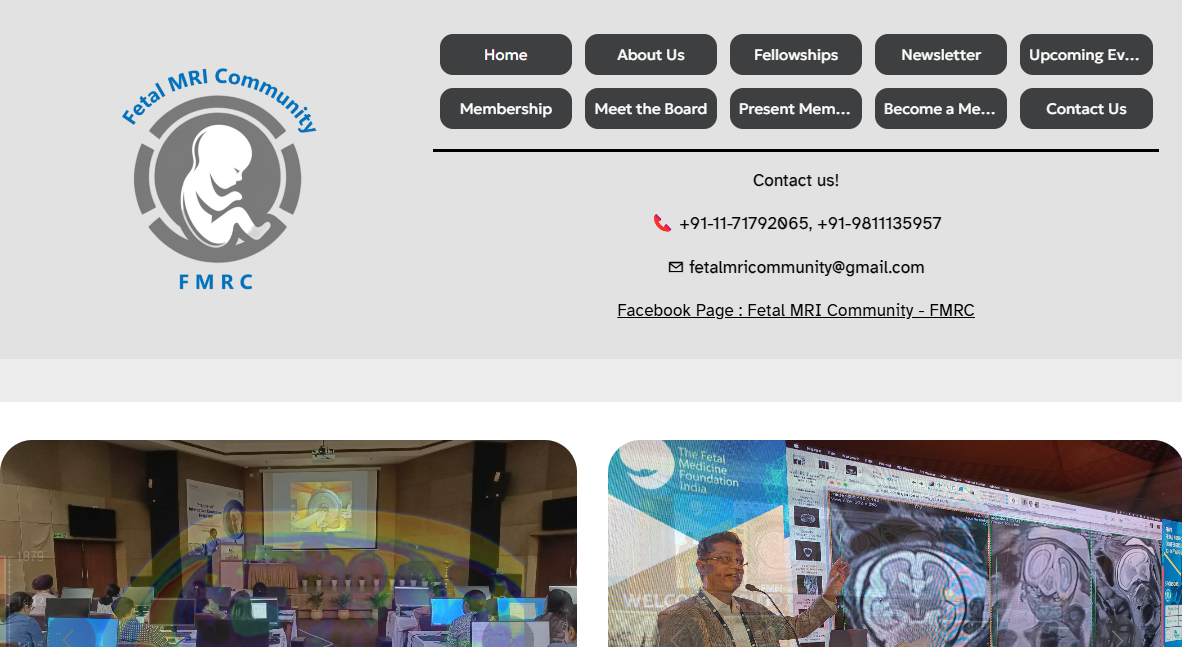 Fetal MRI Community
F M R C
Home
About Us
Fellowships
Newsletter
Upcoming Ev...
Membership
Meet the Board
Present Mem...
Become a Me...
Contact Us
Contact us!
+91-11-71792065, +91-9811135957
fetalmricommunity@gmail.com
Facebook Page : Fetal MRI Community - FMRC
The Fetal
Medicine
Foundation
India